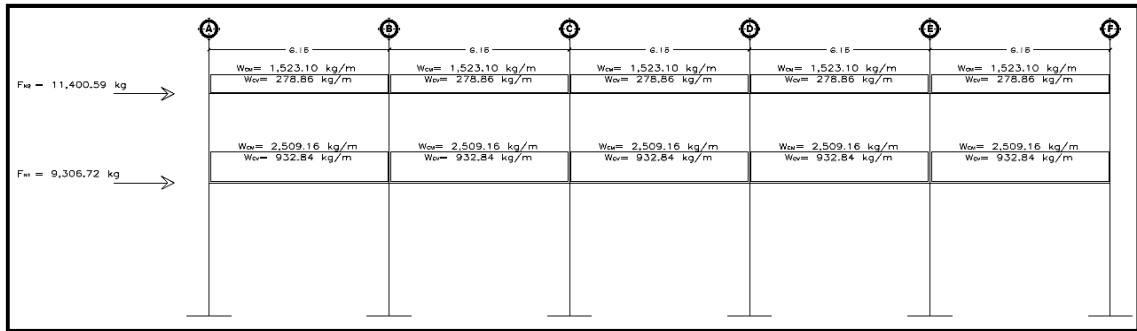 A B C D E F
6.15 6.15 6.15 6.15 6.15
WCM= 1,523.10 kg/m WCM= 1,523.10 kg/m WCM= 1,523.10 kg/m WCM= 1,523.10 kg/m WCM= 1,523.10 kg/m
WCV= 278.86 kg/m WCV= 278.86 kg/m WCV= 278.86 kg/m WCV= 278.86 kg/m WCV= 278.86 kg/m
FN2 = 11,400.59 kg
WCM= 2,509.16 kg/m WCM= 2,509.16 kg/m WCM= 2,509.16 kg/m WCM= 2,509.16 kg/m WCM= 2,509.16 kg/m
WCV= 932.84 kg/m WCV= 932.84 kg/m WCV= 932.84 kg/m WCV= 932.84 kg/m WCV= 932.84 kg/m
FN1 = 9,306.72 kg